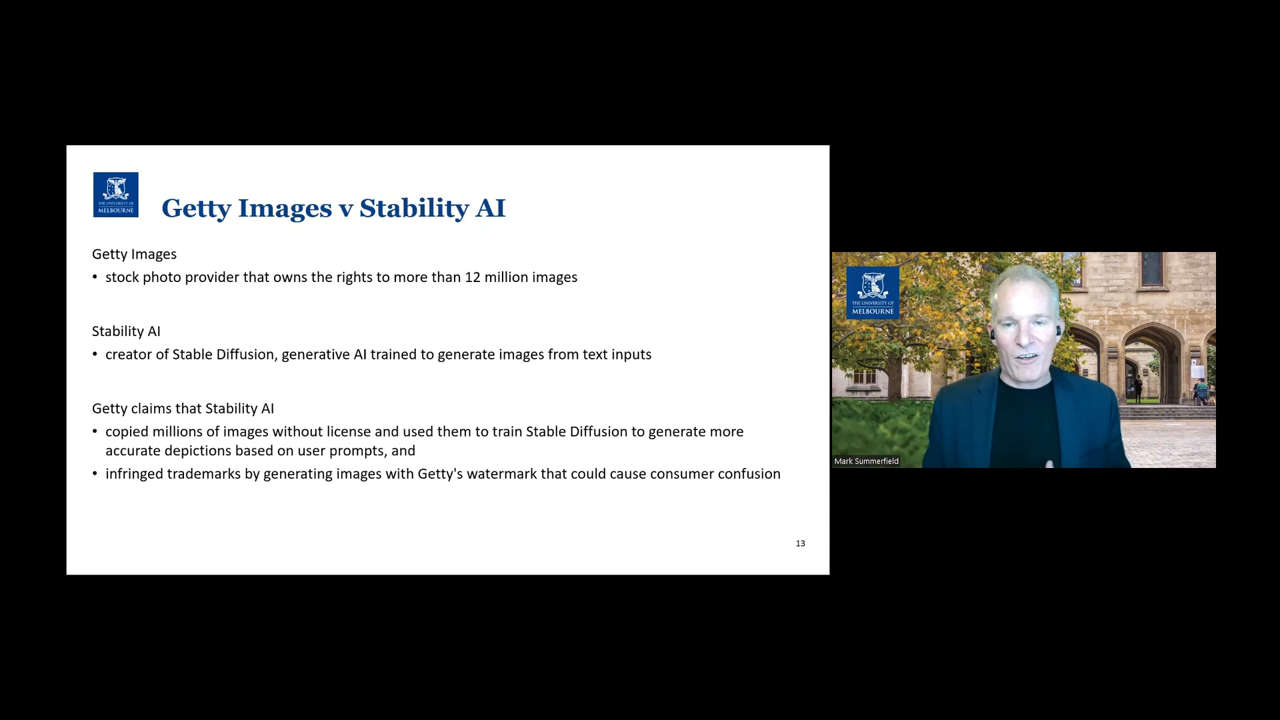 THE UNIVERSITY OF
MELBOURNE
Getty Images v Stability AI
Getty Images
• stock photo provider that owns the rights to more than 12 million images
Stability AI
• creator of Stable Diffusion, generative AI trained to generate images from text inputs
Getty claims that Stability AI
• copied millions of images without license and used them to train Stable Diffusion to generate more
accurate depictions based on user prompts, and
• infringed trademarks by generating images with Getty's watermark that could cause consumer confusion
13
THE UNIVERSITY OF
MELBOURNE
Mark Summerfield